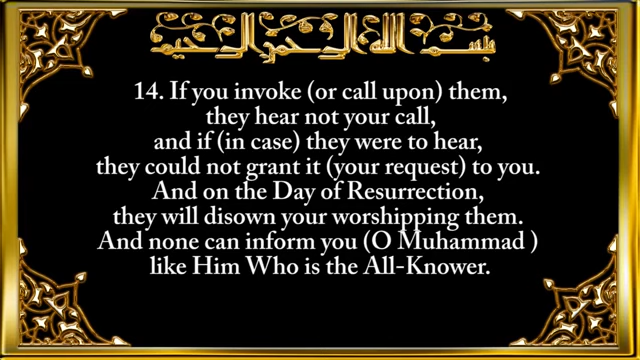 بسم الله الرحمن الرحيم
14. If you invoke (or call upon) them,
they hear not your call,
and if (in case) they were to hear,
they could not grant it (your request) to you.
And on the Day of Resurrection,
they will disown your worshipping them.
And none can inform you (O Muhammad )
like Him Who is the All-Knower.